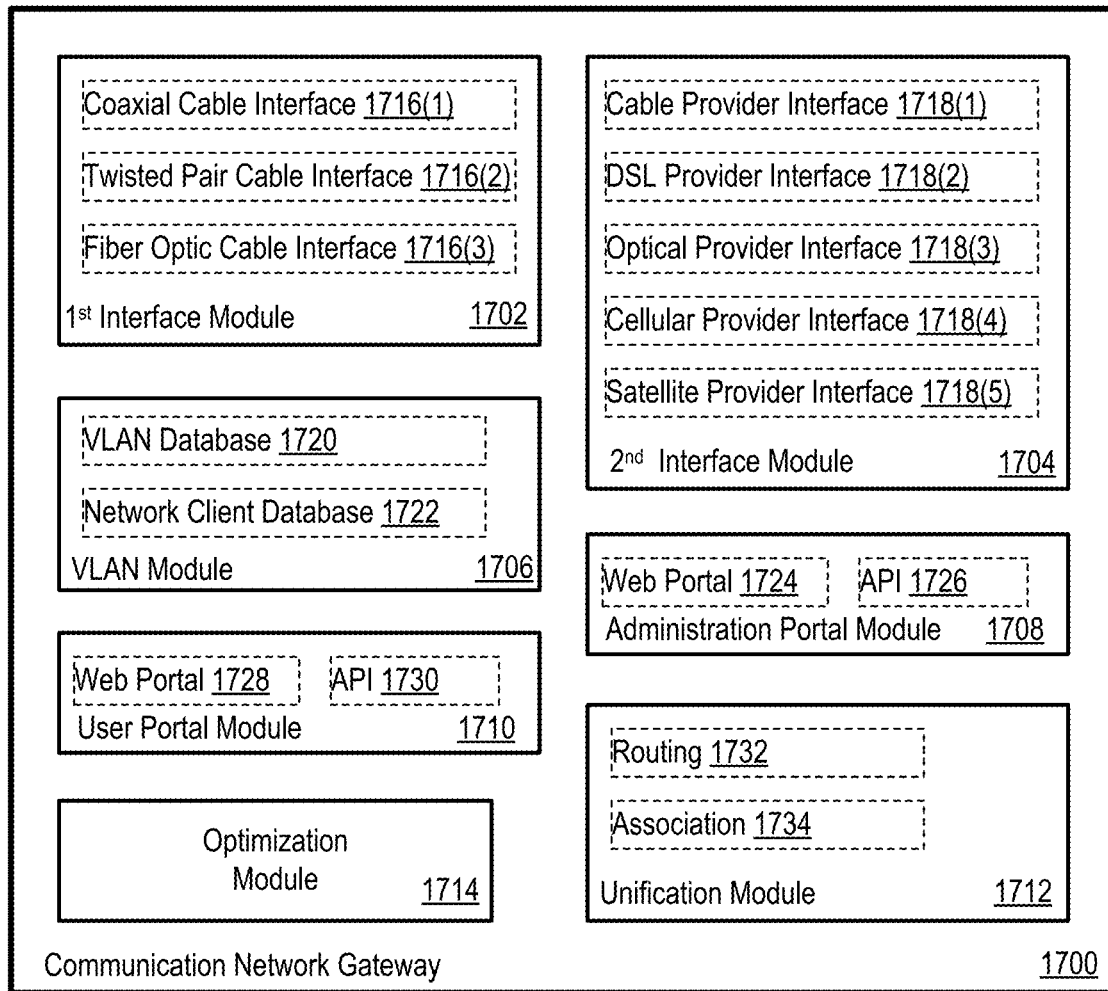 Coaxial Cable Interface 1716(1)
Twisted Pair Cable Interface 1716(2)
Fiber Optic Cable Interface 1716(3)
1st Interface Module 1702
Cable Provider Interface 1718(1)
DSL Provider Interface 1718(2)
Optical Provider Interface 1718(3)
Cellular Provider Interface 1718(4)
Satellite Provider Interface 1718(5)
2nd Interface Module 1704
VLAN Database 1720
Network Client Database 1722
VLAN Module 1706
Web Portal 1724 API 1726
Administration Portal Module 1708
Web Portal 1728 API 1730
User Portal Module 1710
Routing 1732
Association 1734
Unification Module 1712
Optimization
Module
1714
Communication Network Gateway 1700